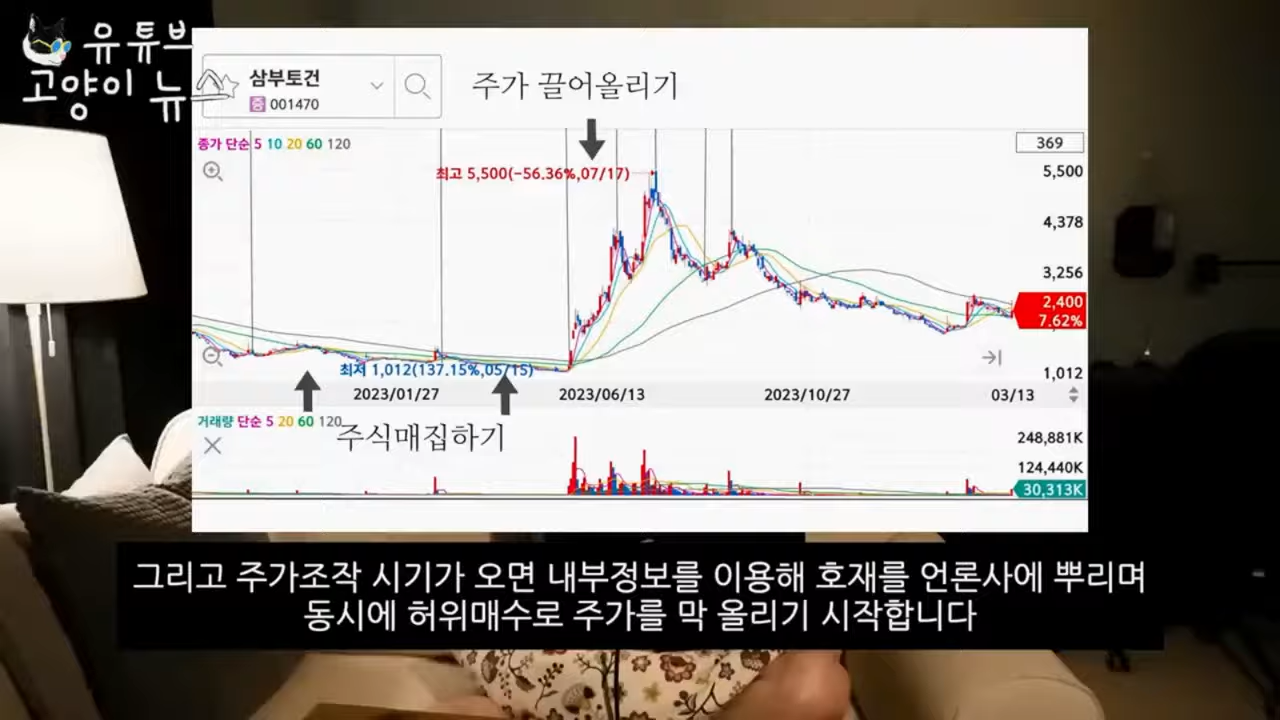 유튜브
고양이 뉴스
삼부토건
증 001470
주가 끌어올리기
종가 단순 5 10 20 60 120
369
최고 5,500(-56.36%,07/17)
5,500
4,378
3,256
2,400
7.62%
최저 1,012(137.15%,05/15)
1,012
2023/01/27
2023/06/13
2023/10/27
03/13
거래량 단순 5 20 60 120
주식매집하기
248,881K
124,440K
30,313K
그리고 주가조작 시기가 오면 내부정보를 이용해 호재를 언론사에 뿌리며
동시에 허위매수로 주가를 막 올리기 시작합니다